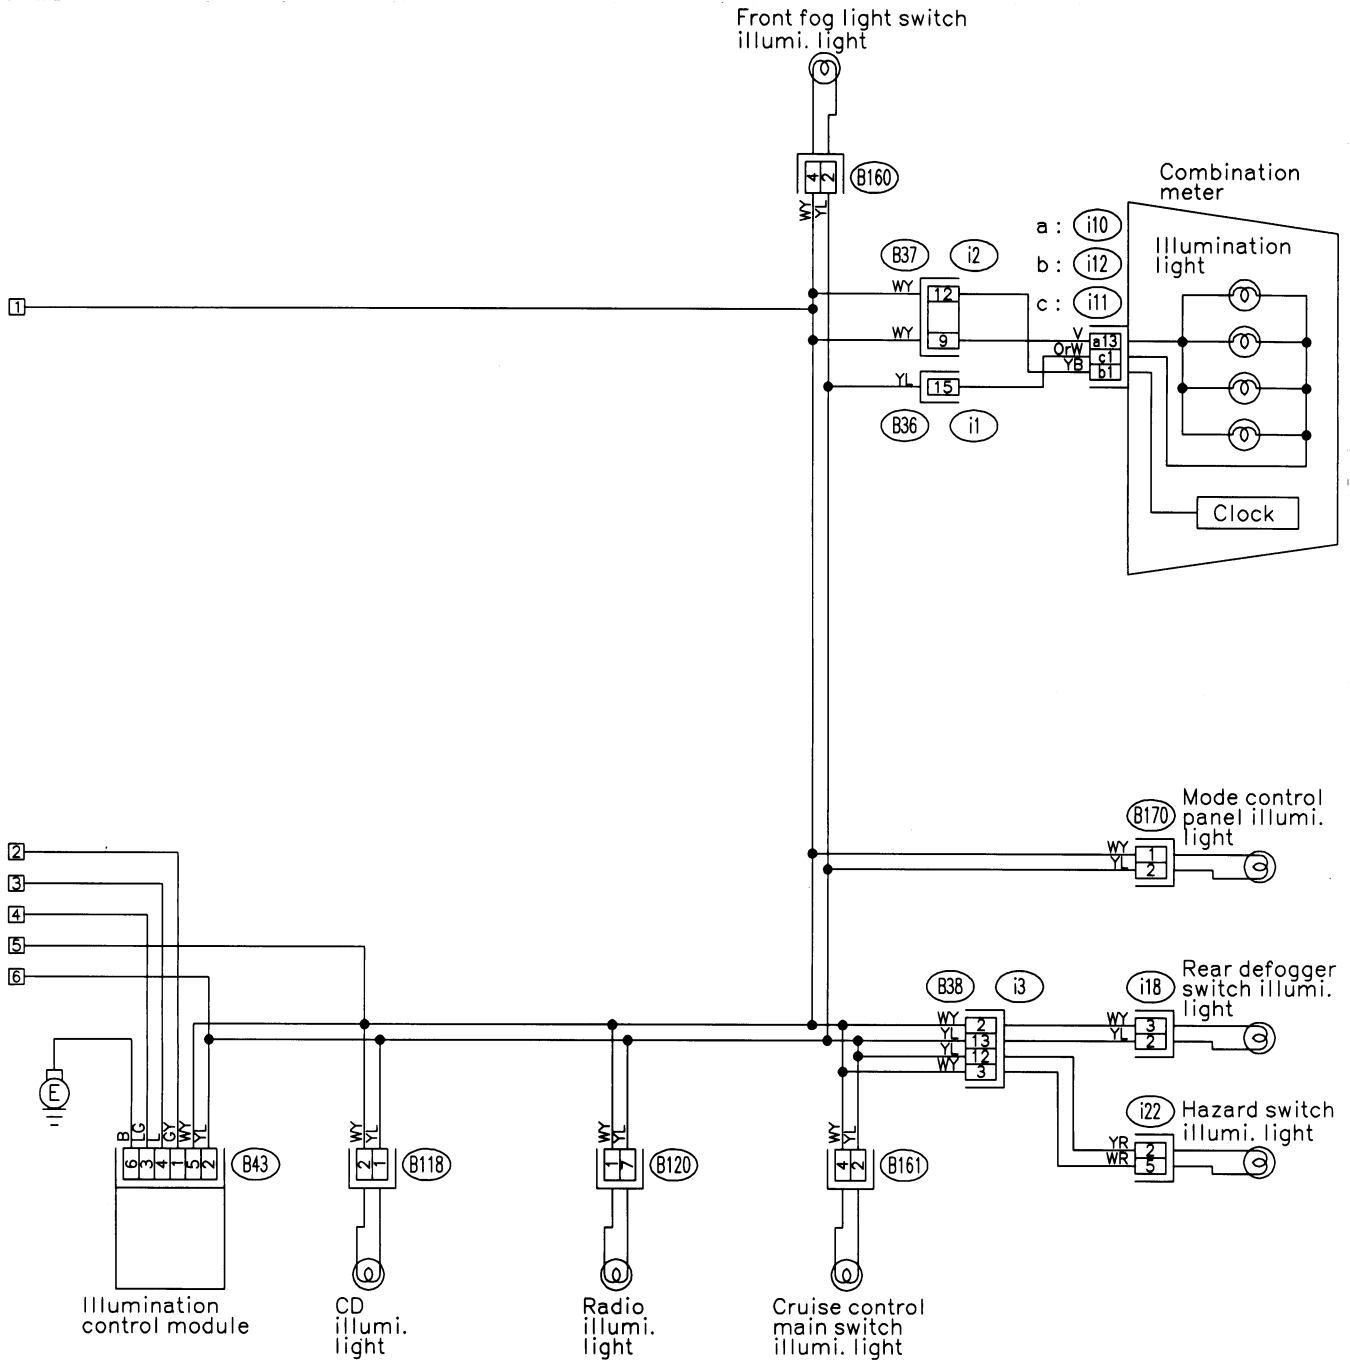 Front fog light switch
illumi. light
4 2
B160
WY YL
Combination
meter
a : i10
b : i12
c : i11
Illumination
light
B37 i2
WY 12
1
WY 9
V a13
OrW c1
YB b1
YL 15
B36 i1
Clock
B170
Mode control
panel illumi.
light
WY 1
YL 2
2
3
4
5
6
B38 i3
i18
Rear defogger
switch illumi.
light
WY 2 WY 3
YL 13 YL 2
YL 12
WY 3
E
i22
Hazard switch
illumi. light
YR 2
WR 5
B LG L GY WY YL
6 3 4 1 5 2
B43
WY YL
2 1
B118
WY YL
1 7
B120
WY YL
4 2
B161
Illumination
control module
CD
illumi.
light
Radio
illumi.
light
Cruise control
main switch
illumi. light